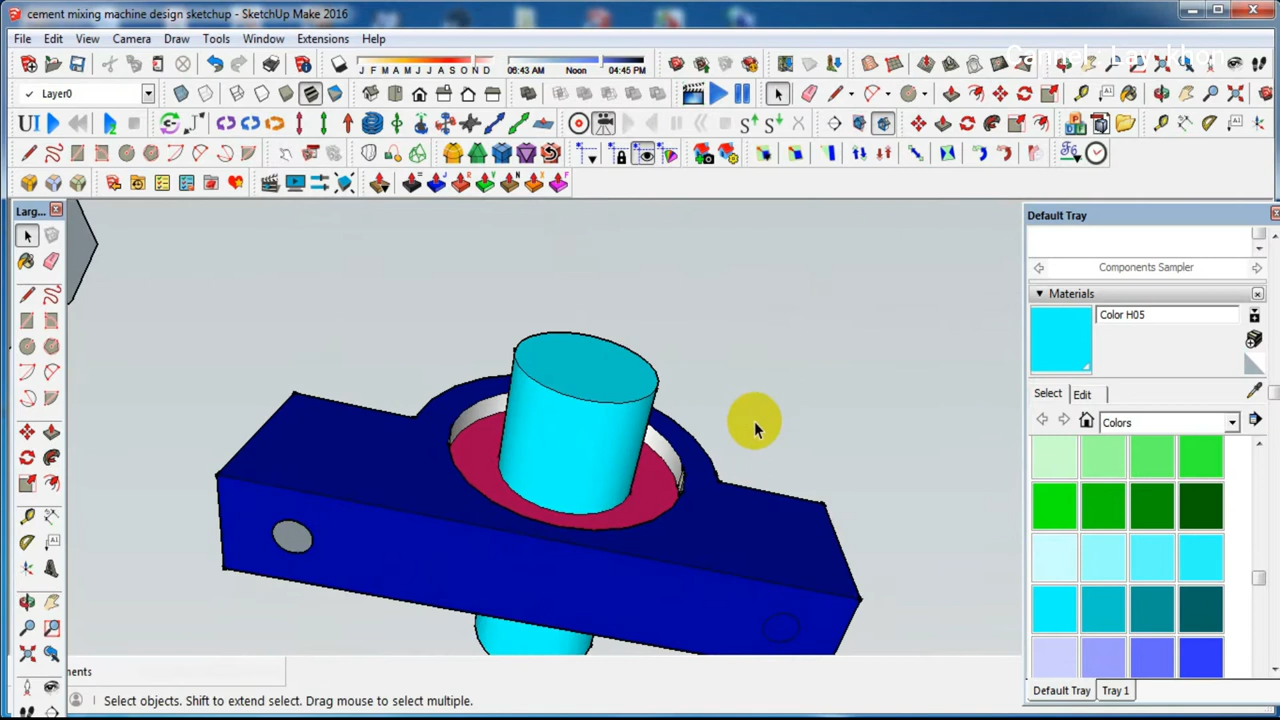 cement mixing machine design sketchup - SketchUp Make 2016
File Edit View Camera Draw Tools Window Extensions Help
J F M A M J J A S O N D 06:43 AM Noon 04:45 PM
Layer0
UI
Larg...
Default Tray
Components Sampler
Materials
Color H05
Select Edit
Colors
ments
Select objects. Shift to extend select. Drag mouse to select multiple.
Default Tray Tray 1